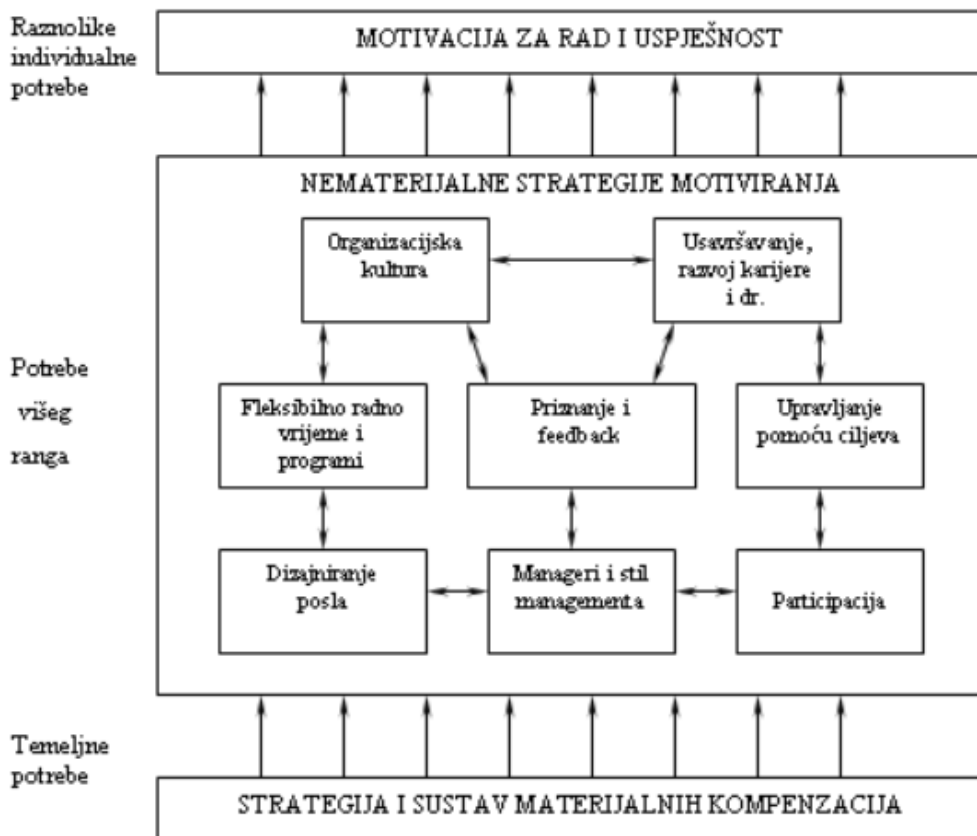 Raznolike
individualne
potrebe
MOTIVACIJA ZA RAD I USPJEŠNOST
NEMATERIJALNE STRATEGIJE MOTIVIRANJA
Organizacijska
kultura
Usavršavanje,
razvoj karijere
i dr.
Potrebe
višeg
ranga
Fleksibilno radno
vrijeme i
programi
Priznanje i
feedback
Upravljanje
pomoću ciljeva
Dizajniranje
posla
Manageri i stil
managementa
Participacija
Temeljne
potrebe
STRATEGIJA I SUSTAV MATERIJALNIH KOMPENZACIJA